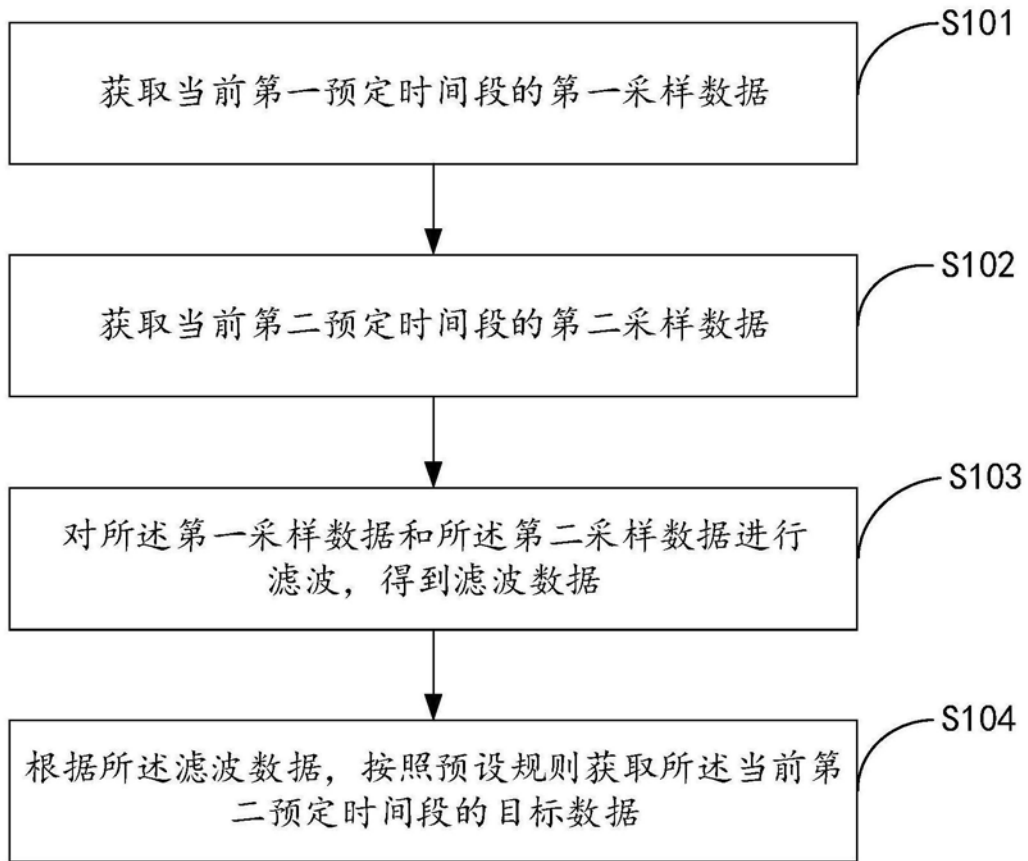 S101
获取当前第一预定时间段的第一采样数据
S102
获取当前第二预定时间段的第二采样数据
S103
对所述第一采样数据和所述第二采样数据进行
滤波，得到滤波数据
S104
根据所述滤波数据，按照预设规则获取所述当前第
二预定时间段的目标数据